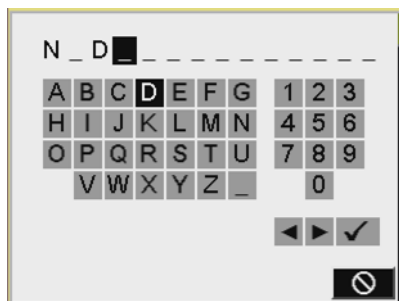 N _ D _ _ _ _ _ _ _ _ _ _ _
A B C D E F G 1 2 3
H I J K L M N 4 5 6
O P Q R S T U 7 8 9
V W X Y Z _ 0
◄ ► ✓